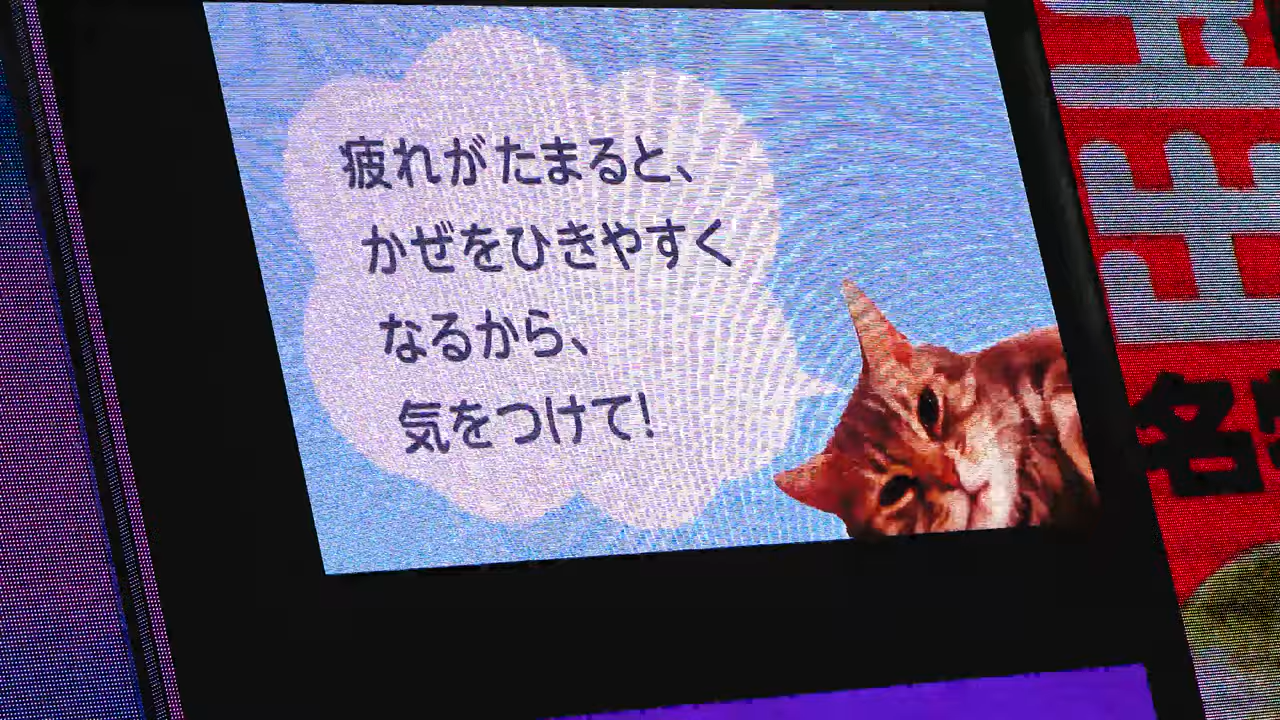 疲れがたまると、
かぜをひきやすく
なるから、
気をつけて!
名